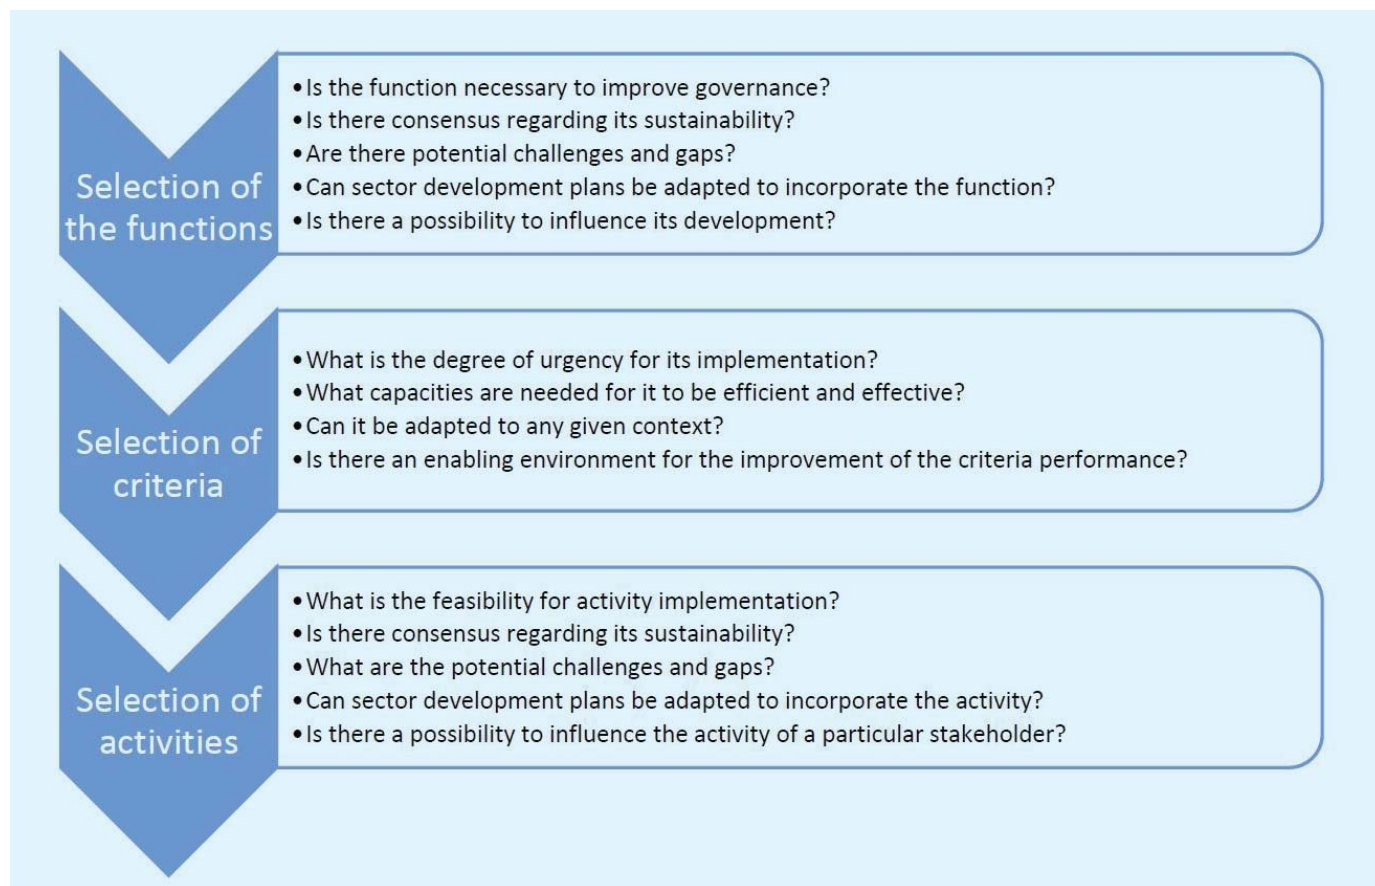 Selection of
the functions
•Is the function necessary to improve governance?
•Is there consensus regarding its sustainability?
•Are there potential challenges and gaps?
•Can sector development plans be adapted to incorporate the function?
•Is there a possibility to influence its development?
Selection of
criteria
•What is the degree of urgency for its implementation?
•What capacities are needed for it to be efficient and effective?
•Can it be adapted to any given context?
•Is there an enabling environment for the improvement of the criteria performance?
Selection of
activities
•What is the feasibility for activity implementation?
•Is there consensus regarding its sustainability?
•What are the potential challenges and gaps?
•Can sector development plans be adapted to incorporate the activity?
•Is there a possibility to influence the activity of a particular stakeholder?